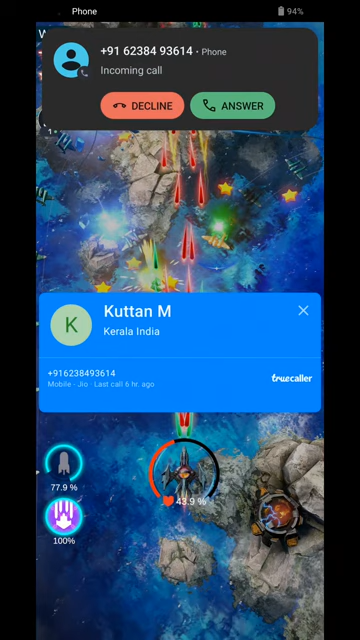 Phone
94%
W
+91 62384 93614 • Phone
Incoming call
DECLINE
ANSWER
Kuttan M
K
Kerala India
+916238493614
Mobile - Jio · Last call 6 hr. ago
truecaller
77.9 %
43.9 %
100%